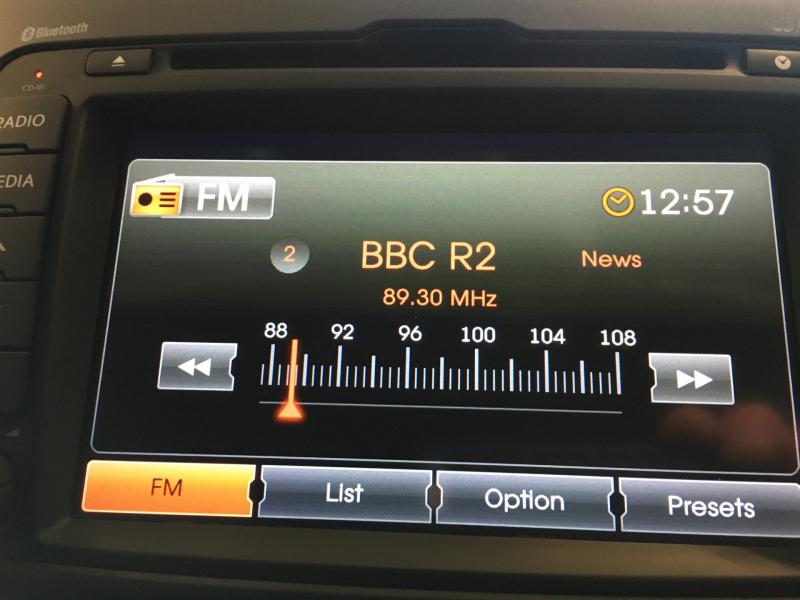 Bluetooth
CD-IN
RADIO
EDIA
FM
12:57
2
BBC R2
News
89.30 MHz
88 92 96 100 104 108
FM
List
Option
Presets